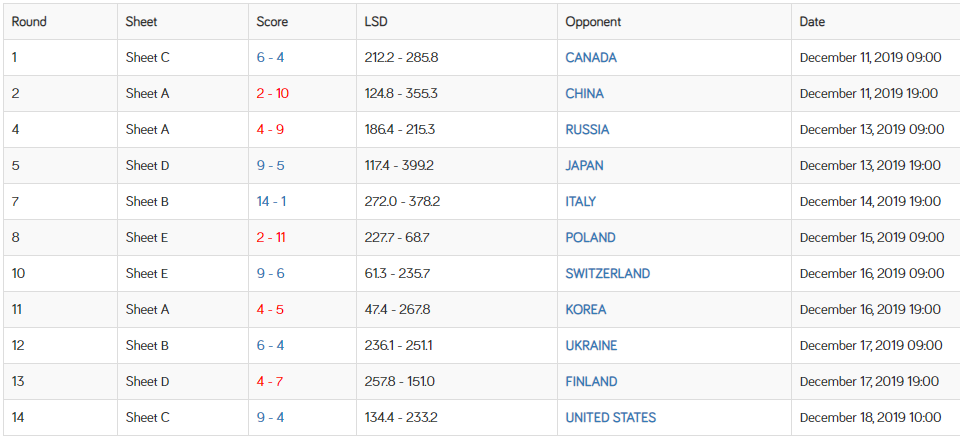 Round Sheet Score LSD Opponent Date
1 Sheet C 6 - 4 212.2 - 285.8 CANADA December 11, 2019 09:00
2 Sheet A 2 - 10 124.8 - 355.3 CHINA December 11, 2019 19:00
4 Sheet A 4 - 9 186.4 - 215.3 RUSSIA December 13, 2019 09:00
5 Sheet D 9 - 5 117.4 - 399.2 JAPAN December 13, 2019 19:00
7 Sheet B 14 - 1 272.0 - 378.2 ITALY December 14, 2019 19:00
8 Sheet E 2 - 11 227.7 - 68.7 POLAND December 15, 2019 09:00
10 Sheet E 9 - 6 61.3 - 235.7 SWITZERLAND December 16, 2019 09:00
11 Sheet A 4 - 5 47.4 - 267.8 KOREA December 16, 2019 19:00
12 Sheet B 6 - 4 236.1 - 251.1 UKRAINE December 17, 2019 09:00
13 Sheet D 4 - 7 257.8 - 151.0 FINLAND December 17, 2019 19:00
14 Sheet C 9 - 4 134.4 - 233.2 UNITED STATES December 18, 2019 10:00